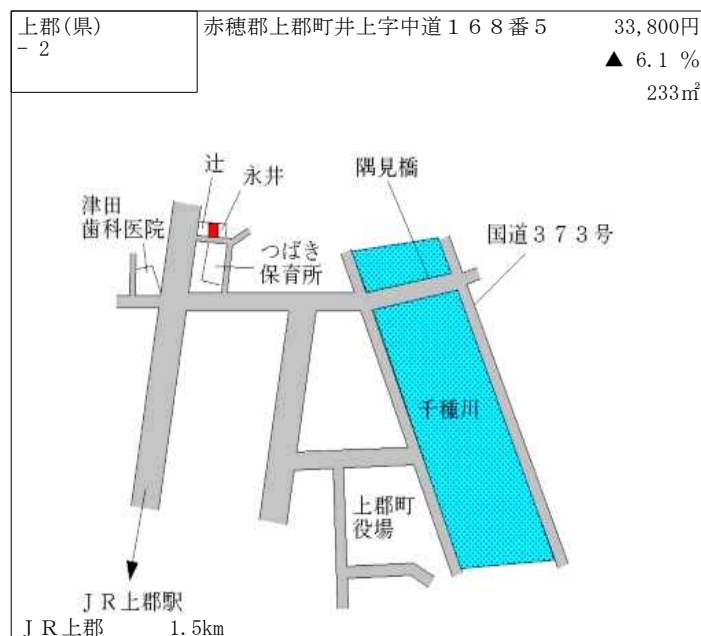 上郡(県)
- 2
赤穂郡上郡町井上字中道１６８番５
33,800円
▲ 6.1 %
233㎡
辻
永井
隅見橋
津田
歯科医院
つばき
保育所
国道３７３号
千種川
上郡町
役場
ＪＲ上郡駅
ＪＲ上郡 1.5km